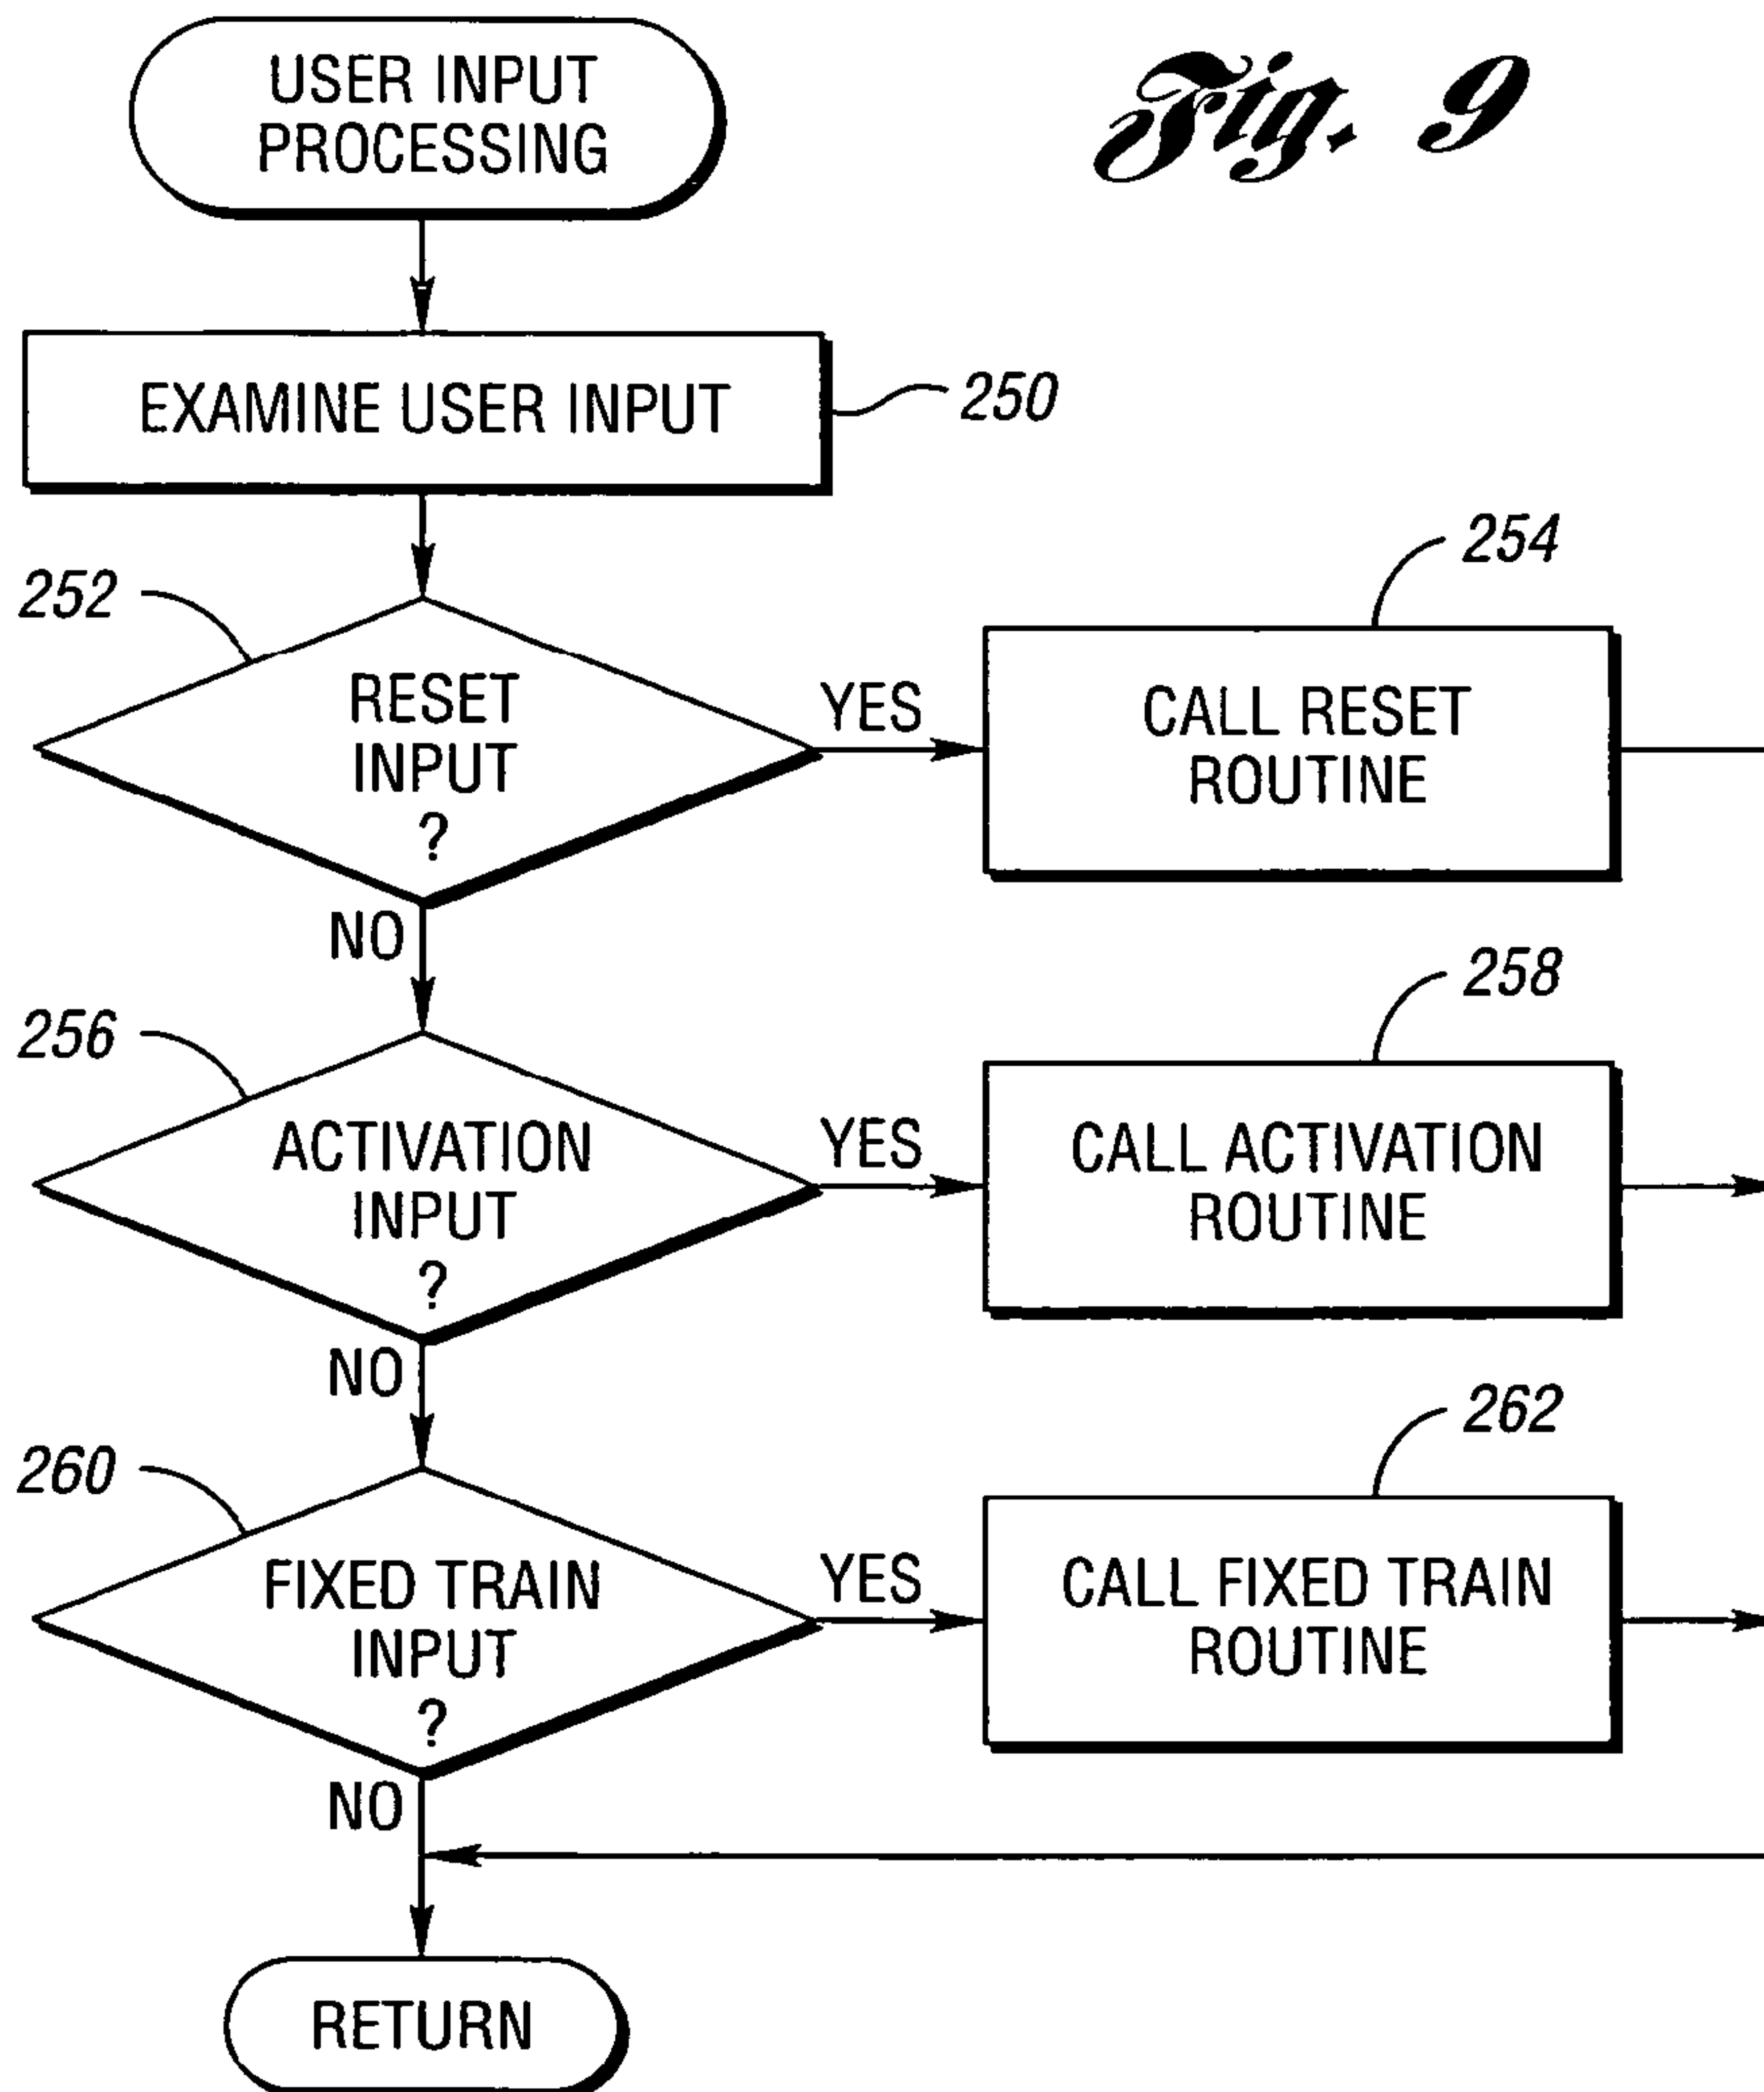 Fig. 9
USER INPUT
PROCESSING
EXAMINE USER INPUT
250
252
RESET
INPUT
?
YES
254
CALL RESET
ROUTINE
NO
256
ACTIVATION
INPUT
?
YES
258
CALL ACTIVATION
ROUTINE
NO
260
FIXED TRAIN
INPUT
?
YES
262
CALL FIXED TRAIN
ROUTINE
NO
RETURN